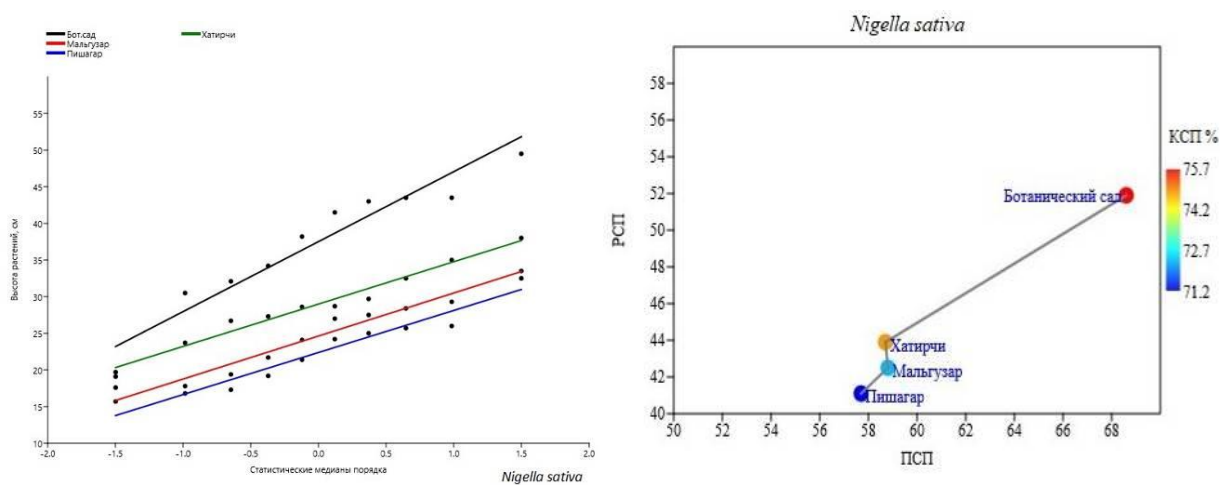 Бот.сад
Хатирчи
Мальгузар
Пишагар
Высота растений, см
55
50
45
40
35
30
25
20
15
10
-2.0 -1.5 -1.0 -0.5 0.0 0.5 1.0 1.5 2.0
Статистические медианы порядка
Nigella sativa
Nigella sativa
РСП
58
56
54
52
50
48
46
44
42
40
50 52 54 56 58 60 62 64 66 68
ПСП
Ботанический сад
Хатирчи
Мальгузар
Пишагар
КСП %
75.7
74.2
72.7
71.2